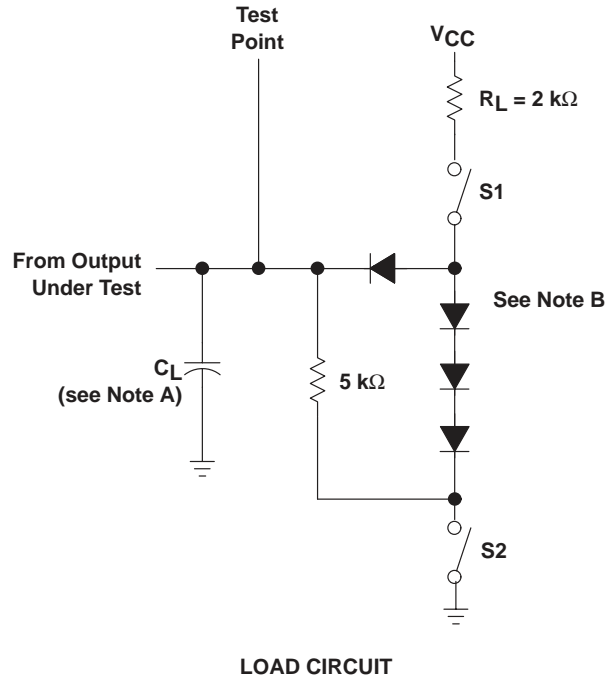 Test
Point
VCC
RL = 2 kΩ
S1
From Output
Under Test
See Note B
CL
(see Note A)
5 kΩ
S2
LOAD CIRCUIT